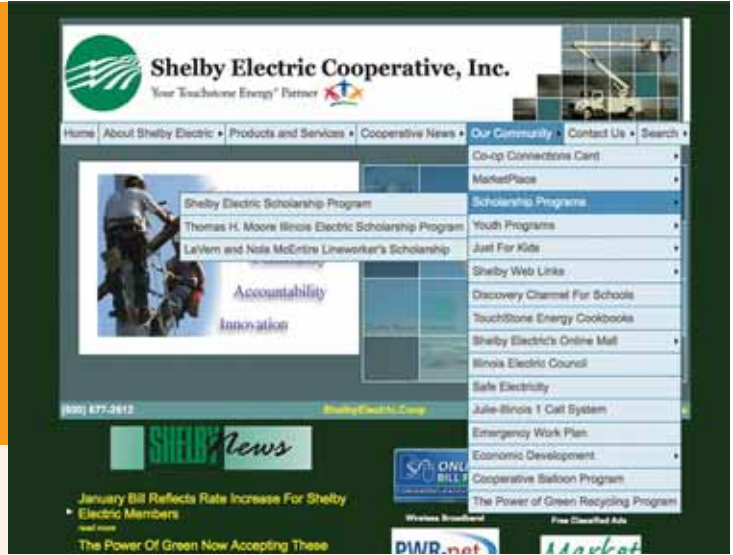 Shelby Electric Cooperative, Inc.
Your Touchstone Energy® Partner
Home About Shelby Electric Products and Services Cooperative News Our Community Contact Us Search
Co-op Connections Card
MarketPlace
Scholarship Programs
Shelby Electric Scholarship Program
Thomas H. Moore Illinois Electric Scholarship Program
LaVern and Nola McEntire Lineworker's Scholarship
Youth Programs
Just For Kids
Shelby Web Links
Discovery Channel For Schools
TouchStone Energy Cookbooks
Shelby Electric's Online Mall
Illinois Electric Council
Safe Electricity
Julie-Illinois 1 Call System
Emergency Work Plan
Economic Development
Cooperative Balloon Program
The Power of Green Recycling Program
Accountability
Innovation
(800) 677-2612
ShelbyElectric.Coop
SHELBY News
January Bill Reflects Rate Increase For Shelby
Electric Members
read more
The Power Of Green Now Accepting These
ONL
BILL P
Wireless Broadband
PWR-net
Free Classified Ads
Market